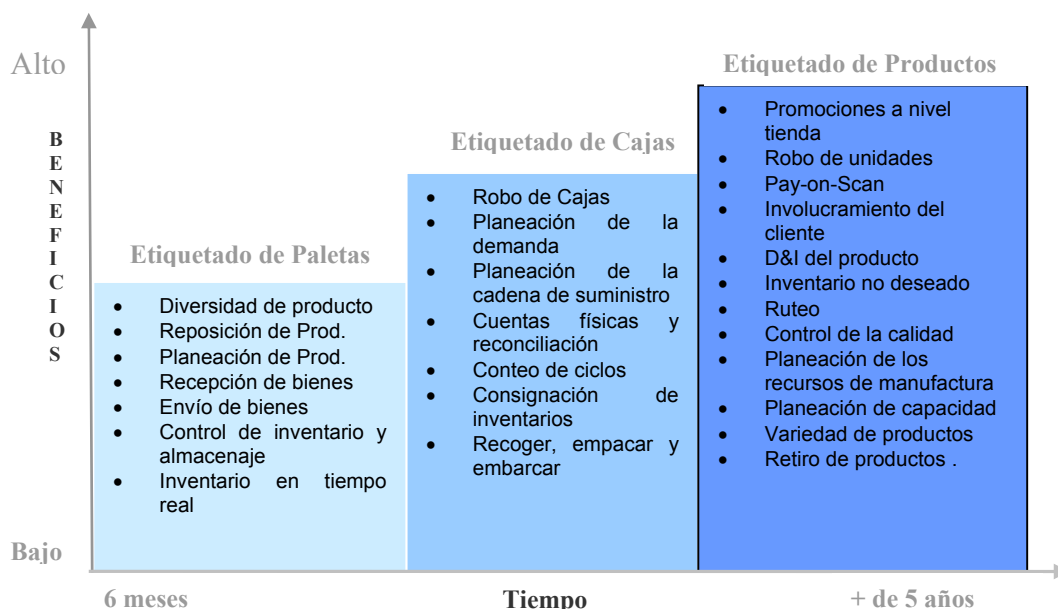 Alto
BENEFICIOS
Bajo
Etiquetado de Paletas
• Diversidad de producto
• Reposición de Prod.
• Planeación de Prod.
• Recepción de bienes
• Envío de bienes
• Control de inventario y
almacenaje
• Inventario en tiempo
real
Etiquetado de Cajas
• Robo de Cajas
• Planeación de la
demanda
• Planeación de la
cadena de suministro
• Cuentas físicas y
reconciliación
• Conteo de ciclos
• Consignación de
inventarios
• Recoger, empacar y
embarcar
Etiquetado de Productos
• Promociones a nivel
tienda
• Robo de unidades
• Pay-on-Scan
• Involucramiento del
cliente
• D&I del producto
• Inventario no deseado
• Ruteo
• Control de la calidad
• Planeación de los
recursos de manufactura
• Planeación de capacidad
• Variedad de productos
• Retiro de productos .
6 meses
Tiempo
+ de 5 años